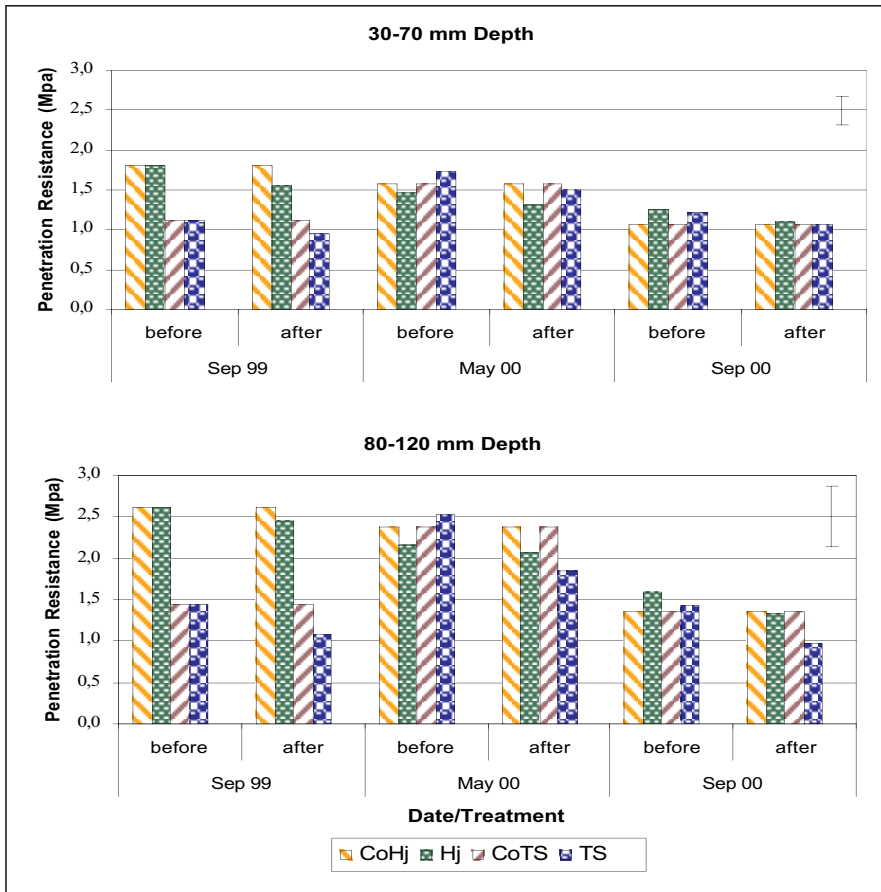 30-70 mm Depth
Penetration Resistance (Mpa)
3,0
2,5
2,0
1,5
1,0
0,5
0,0
before after before after before after
Sep 99 May 00 Sep 00
80-120 mm Depth
Penetration Resistance (Mpa)
3,0
2,5
2,0
1,5
1,0
0,5
0,0
before after before after before after
Sep 99 May 00 Sep 00
Date/Treatment
CoHj Hj CoTS TS